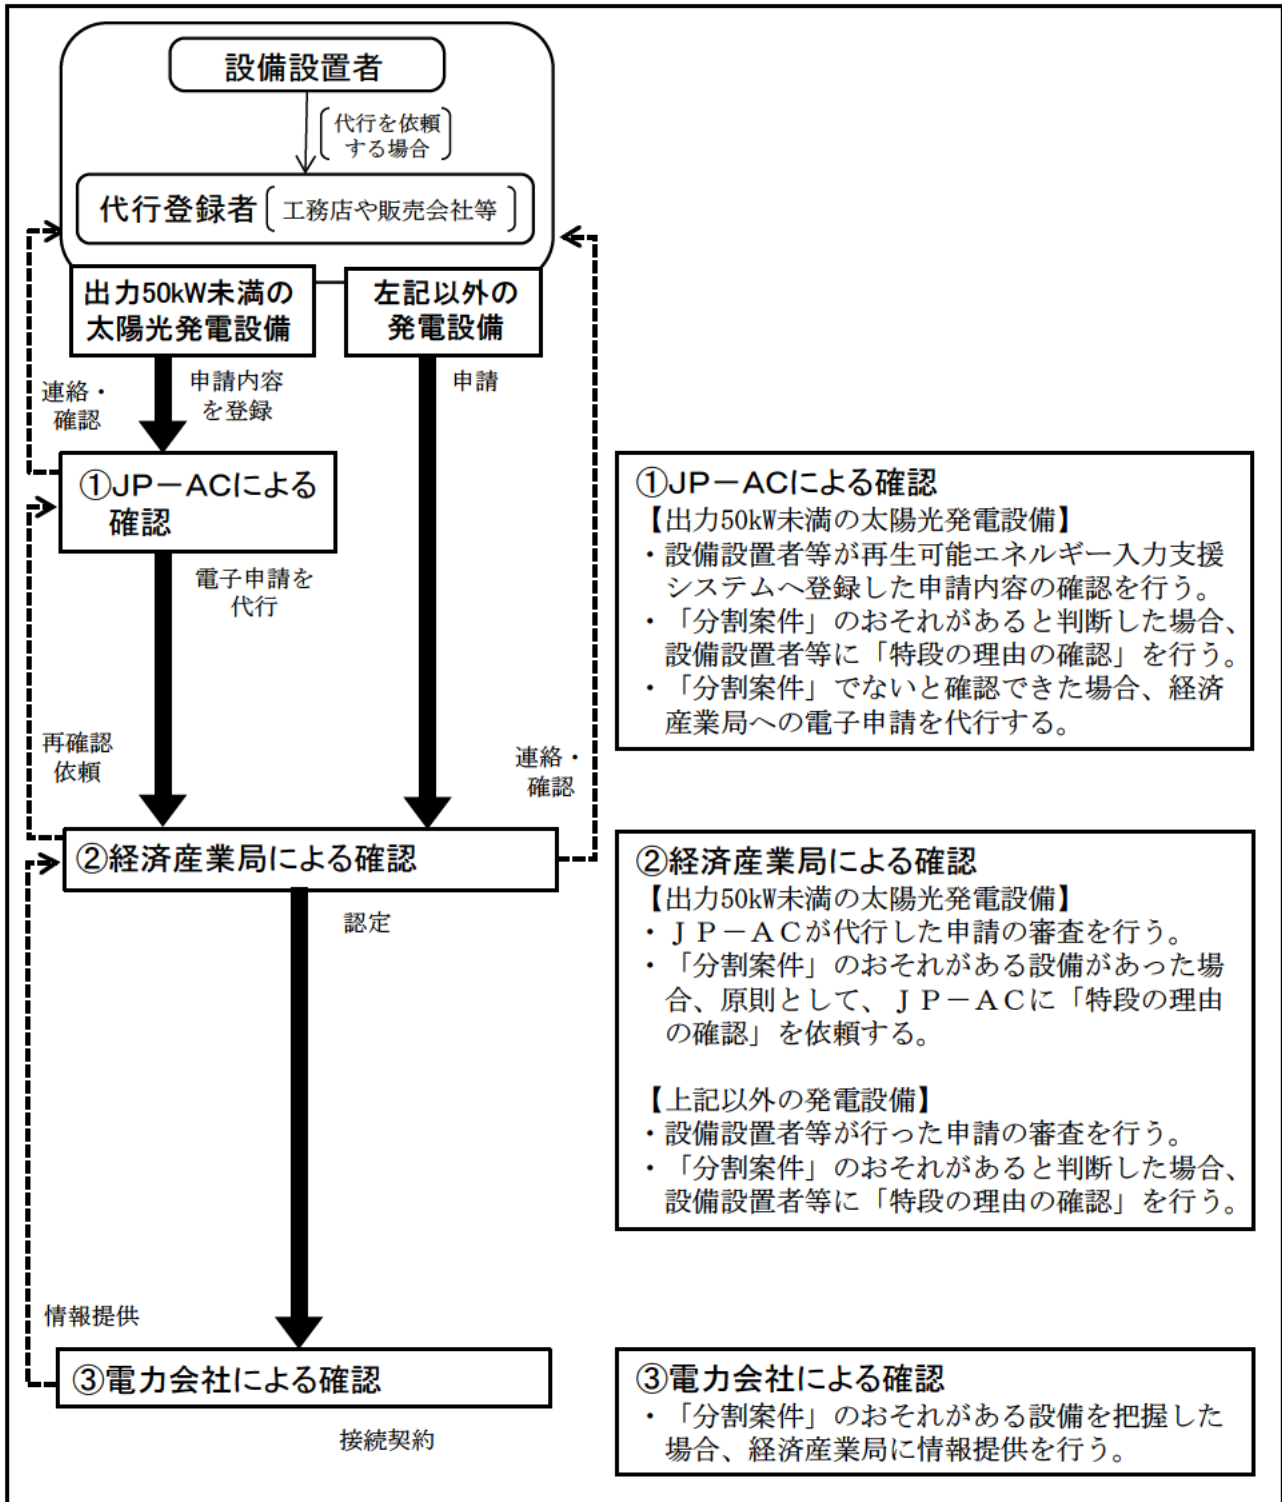 設備設置者
代行を依頼
する場合
代行登録者
工務店や販売会社等
出力50kW未満の
太陽光発電設備
左記以外の
発電設備
連絡・
確認
申請内容
を登録
申請
①JP－ACによる
確認
電子申請を
代行
再確認
依頼
連絡・
確認
②経済産業局による確認
認定
情報提供
③電力会社による確認
接続契約
①JP－ACによる確認
【出力50kW未満の太陽光発電設備】
・設備設置者等が再生可能エネルギー入力支援
システムへ登録した申請内容の確認を行う。
・「分割案件」のおそれがあると判断した場合、
設備設置者等に「特段の理由の確認」を行う。
・「分割案件」でないと確認できた場合、経済
産業局への電子申請を代行する。
②経済産業局による確認
【出力50kW未満の太陽光発電設備】
・ＪＰ－ＡＣが代行した申請の審査を行う。
・「分割案件」のおそれがある設備があった場
合、原則として、ＪＰ－ＡＣに「特段の理由
の確認」を依頼する。
【上記以外の発電設備】
・設備設置者等が行った申請の審査を行う。
・「分割案件」のおそれがあると判断した場合、
設備設置者等に「特段の理由の確認」を行う。
③電力会社による確認
・「分割案件」のおそれがある設備を把握した
場合、経済産業局に情報提供を行う。